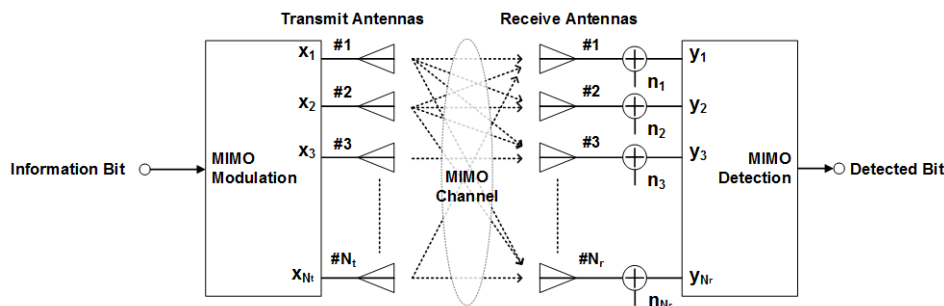 Transmit Antennas
Receive Antennas
x1 #1 #1 n1 y1
x2 #2 #2 n2 y2
x3 #3 #3 n3 y3
Information Bit
MIMO
Modulation
MIMO
Channel
MIMO
Detection
Detected Bit
xNt #Nt #Nr nNr yNr